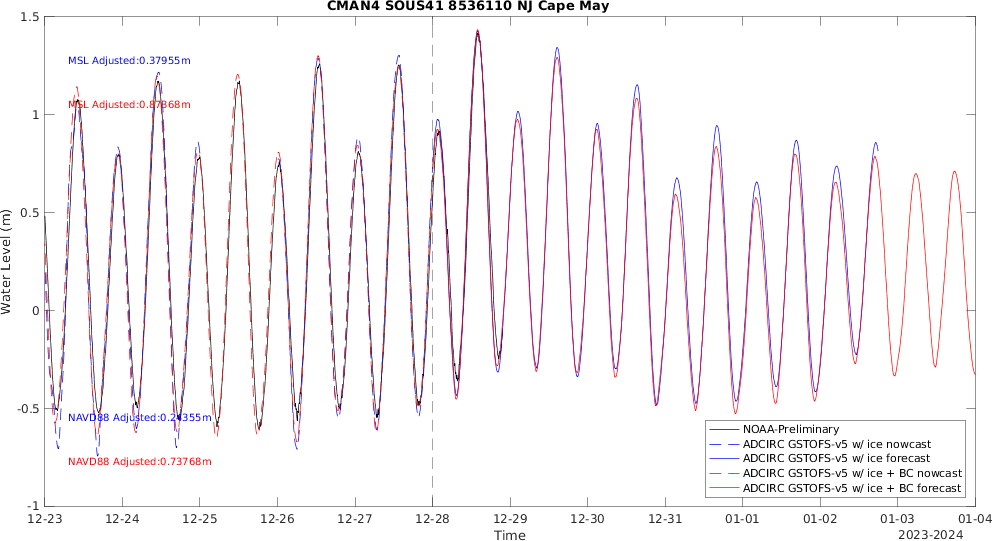 CMAN4 SOUS41 8536110 NJ Cape May
1.5
1
0.5
0
-0.5
-1
Water Level (m)
MSL Adjusted:0.37955m
MSL Adjusted:0.87368m
NAVD88 Adjusted:0.24355m
NAVD88 Adjusted:0.73768m
NOAA-Preliminary
ADCIRC GSTOFS-v5 w/ ice nowcast
ADCIRC GSTOFS-v5 w/ ice forecast
ADCIRC GSTOFS-v5 w/ ice + BC nowcast
ADCIRC GSTOFS-v5 w/ ice + BC forecast
12-23 12-24 12-25 12-26 12-27 12-28 12-29 12-30 12-31 01-01 01-02 01-03 01-04
Time
2023-2024